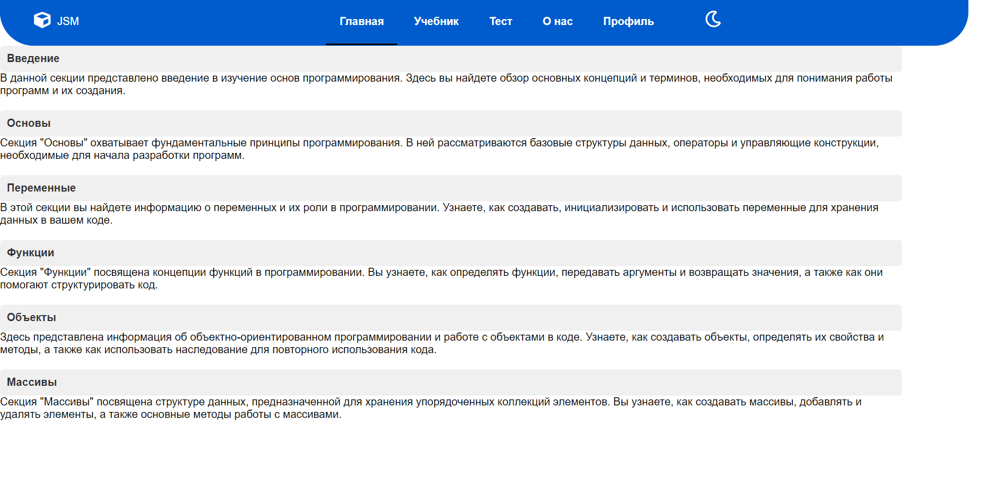 JSM Главная Учебник Тест О нас Профиль
Введение
В данной секции представлено введение в изучение основ программирования. Здесь вы найдете обзор основных концепций и терминов, необходимых для понимания работы
программ и их создания.
Основы
Секция "Основы" охватывает фундаментальные принципы программирования. В ней рассматриваются базовые структуры данных, операторы и управляющие конструкции,
необходимые для начала разработки программ.
Переменные
В этой секции вы найдете информацию о переменных и их роли в программировании. Узнаете, как создавать, инициализировать и использовать переменные для хранения
данных в вашем коде.
Функции
Секция "Функции" посвящена концепции функций в программировании. Вы узнаете, как определять функции, передавать аргументы и возвращать значения, а также как они
помогают структурировать код.
Объекты
Здесь представлена информация об объектно-ориентированном программировании и работе с объектами в коде. Узнаете, как создавать объекты, определять их свойства и
методы, а также как использовать наследование для повторного использования кода.
Массивы
Секция "Массивы" посвящена структуре данных, предназначенной для хранения упорядоченных коллекций элементов. Вы узнаете, как создавать массивы, добавлять и
удалять элементы, а также основные методы работы с массивами.